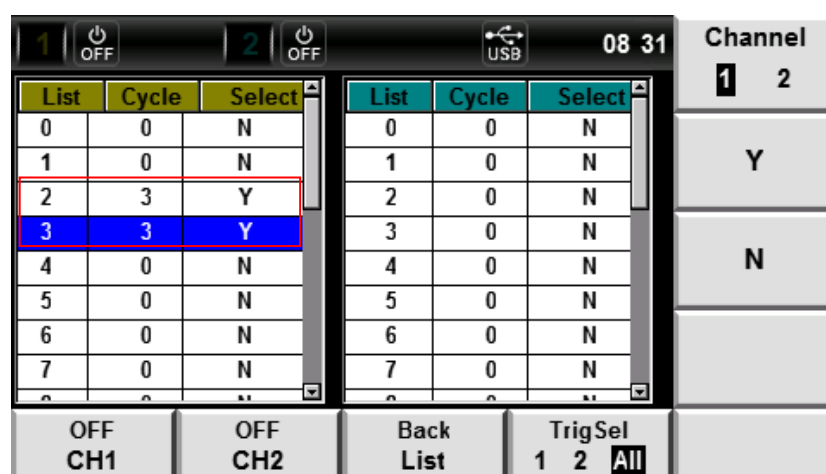 1 OFF 2 OFF USB 08 31
Channel
1 2
Y
N
List Cycle Select
0 0 N
1 0 N
2 3 Y
3 3 Y
4 0 N
5 0 N
6 0 N
7 0 N
List Cycle Select
0 0 N
1 0 N
2 0 N
3 0 N
4 0 N
5 0 N
6 0 N
7 0 N
OFF
CH1
OFF
CH2
Back
List
TrigSel
1 2 All